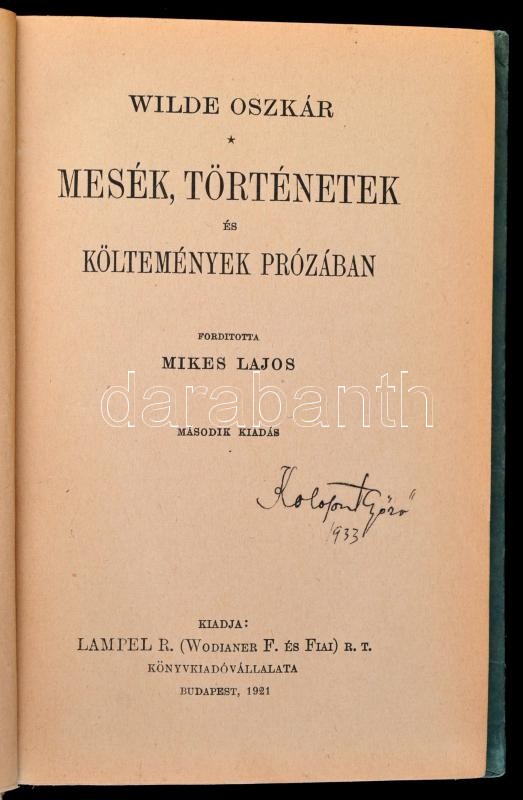 WILDE OSZKÁR
MESÉK, TÖRTÉNETEK
ÉS
KÖLTEMÉNYEK PRÓZÁBAN
FORDITOTTA
MIKES LAJOS
darabanth
MÁSODIK KIADÁS
1933
KIADJA:
LAMPEL R. (WODIANER F. ÉS FIAI) R. T.
KÖNYVKIADÓVÁLLALATA
BUDAPEST, 1921